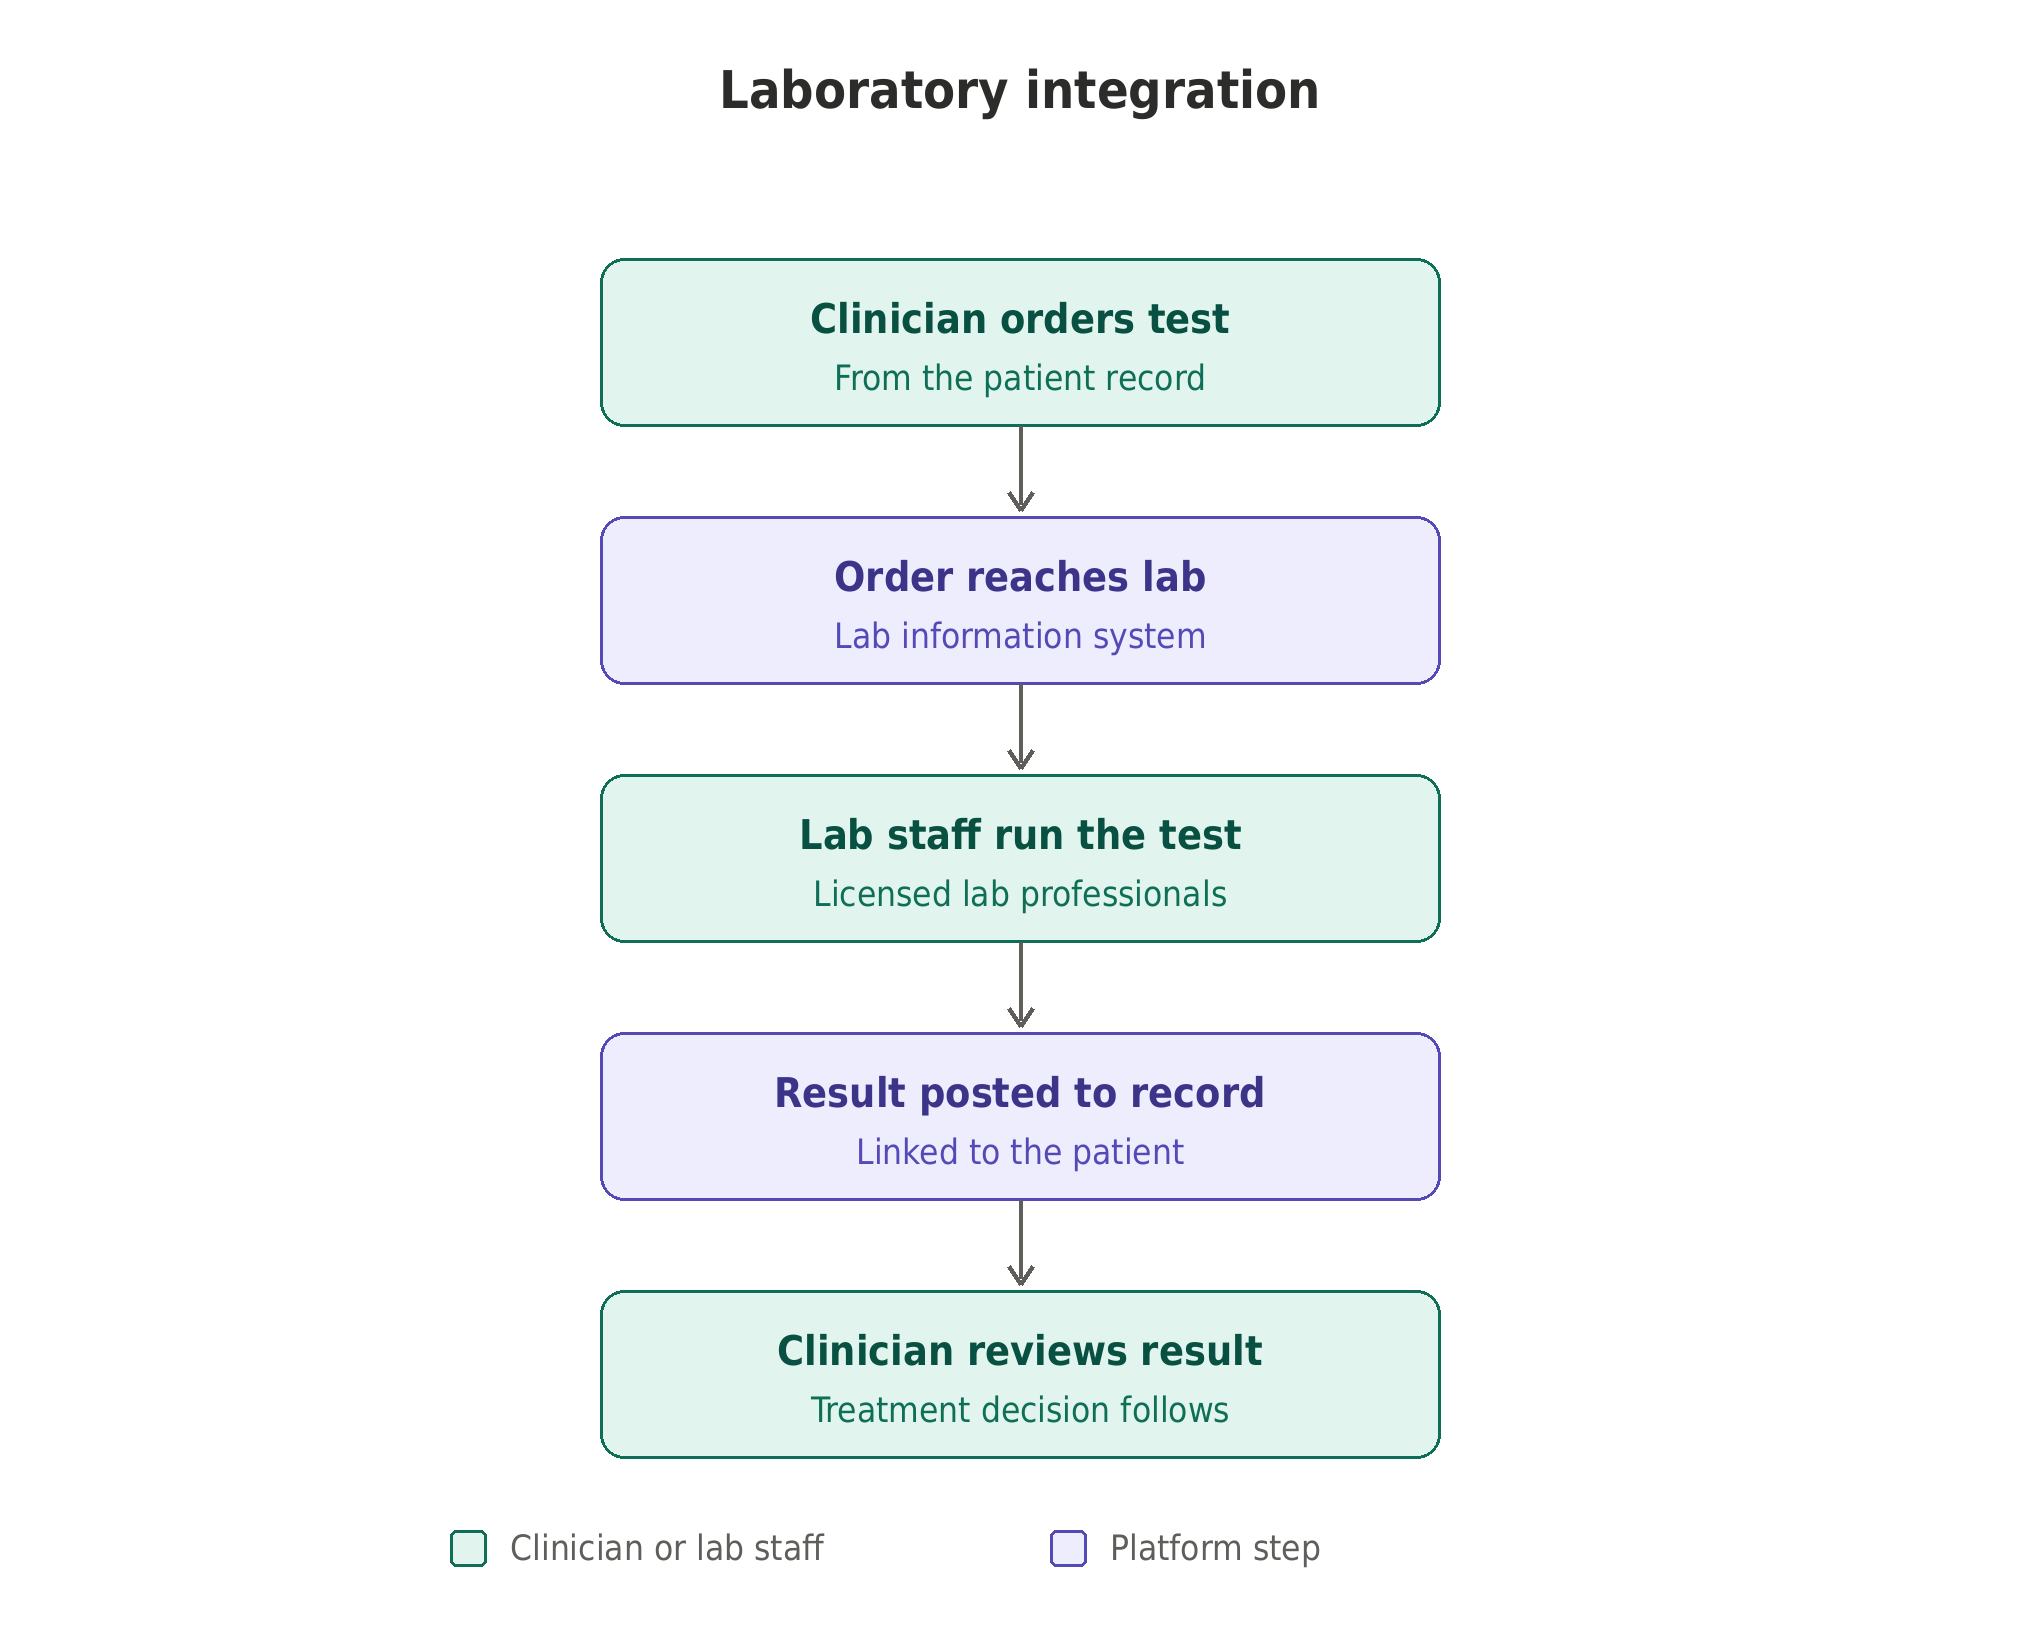 Laboratory integration
Clinician orders test
From the patient record
Order reaches lab
Lab information system
Lab staff run the test
Licensed lab professionals
Result posted to record
Linked to the patient
Clinician reviews result
Treatment decision follows
Clinician or lab staff
Platform step